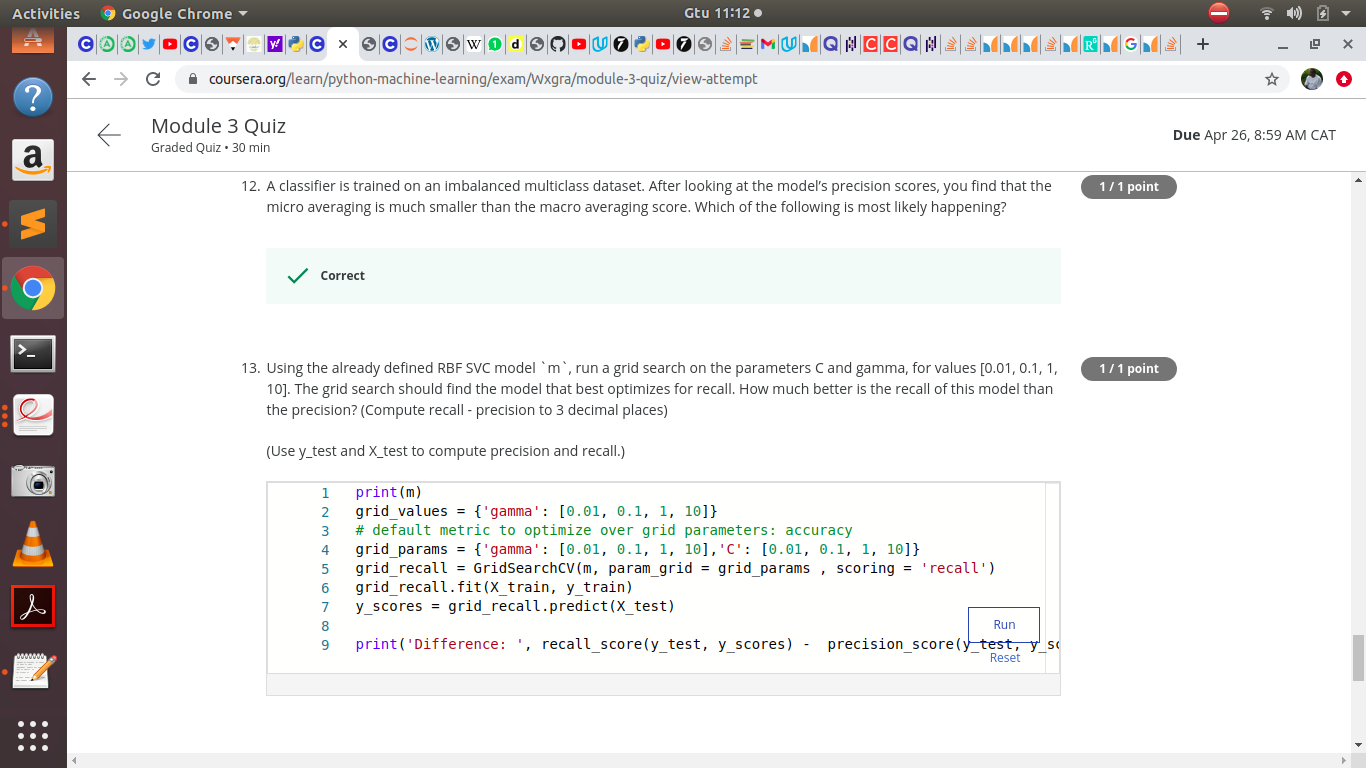 Activities
Google Chrome
Gtu 11:12
coursera.org/learn/python-machine-learning/exam/Wxgra/module-3-quiz/view-attempt
Module 3 Quiz
Graded Quiz • 30 min
Due Apr 26, 8:59 AM CAT
12. A classifier is trained on an imbalanced multiclass dataset. After looking at the model’s precision scores, you find that the
micro averaging is much smaller than the macro averaging score. Which of the following is most likely happening?
1 / 1 point
Correct
13. Using the already defined RBF SVC model `m`, run a grid search on the parameters C and gamma, for values [0.01, 0.1, 1,
10]. The grid search should find the model that best optimizes for recall. How much better is the recall of this model than
the precision? (Compute recall - precision to 3 decimal places)
1 / 1 point
(Use y_test and X_test to compute precision and recall.)
1 print(m)
2 grid_values = {'gamma': [0.01, 0.1, 1, 10]}
3 # default metric to optimize over grid parameters: accuracy
4 grid_params = {'gamma': [0.01, 0.1, 1, 10],'C': [0.01, 0.1, 1, 10]}
5 grid_recall = GridSearchCV(m, param_grid = grid_params , scoring = 'recall')
6 grid_recall.fit(X_train, y_train)
7 y_scores = grid_recall.predict(X_test)
8
9 print('Difference: ', recall_score(y_test, y_scores) -  precision_score(y_test, y_sc
Run
Reset